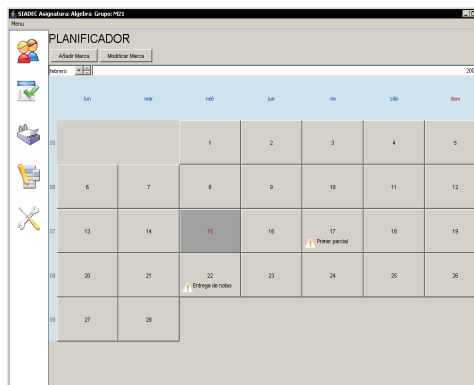 SIADEC Asignatura: Algebra Grupo: M21
Menu
PLANIFICADOR
Añadir Marca Modificar Marca
febrero 200
lun mar mié jue vie sáb dom
05 1 2 3 4 5
06 6 7 8 9 10 11 12
07 13 14 15 16 17 18 19
Primer parcial
08 20 21 22 23 24 25 26
Entrega de notas
09 27 28